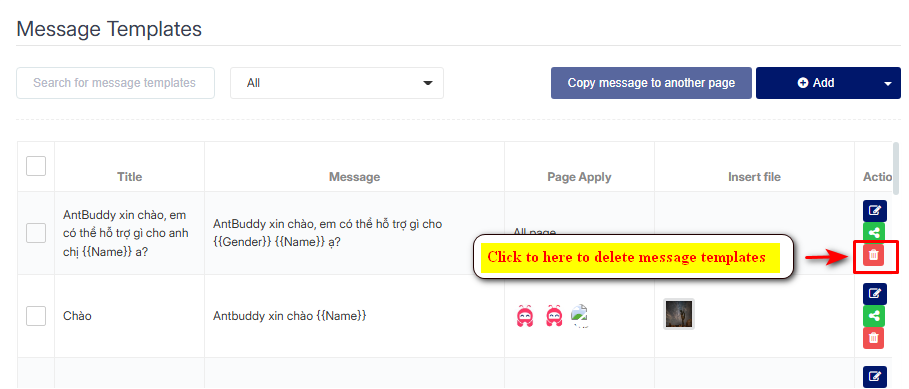 Message Templates
Search for message templates
All
Copy message to another page
Add
Title
Message
Page Apply
Insert file
Actio
AntBuddy xin chào, em
có thể hỗ trợ gì cho anh
chị {{Name}} a?
AntBuddy xin chào, em có thể hỗ trợ gì cho
{{Gender}} {{Name}} ạ?
All page
Click to here to delete message templates
Chào
Antbuddy xin chào {{Name}}